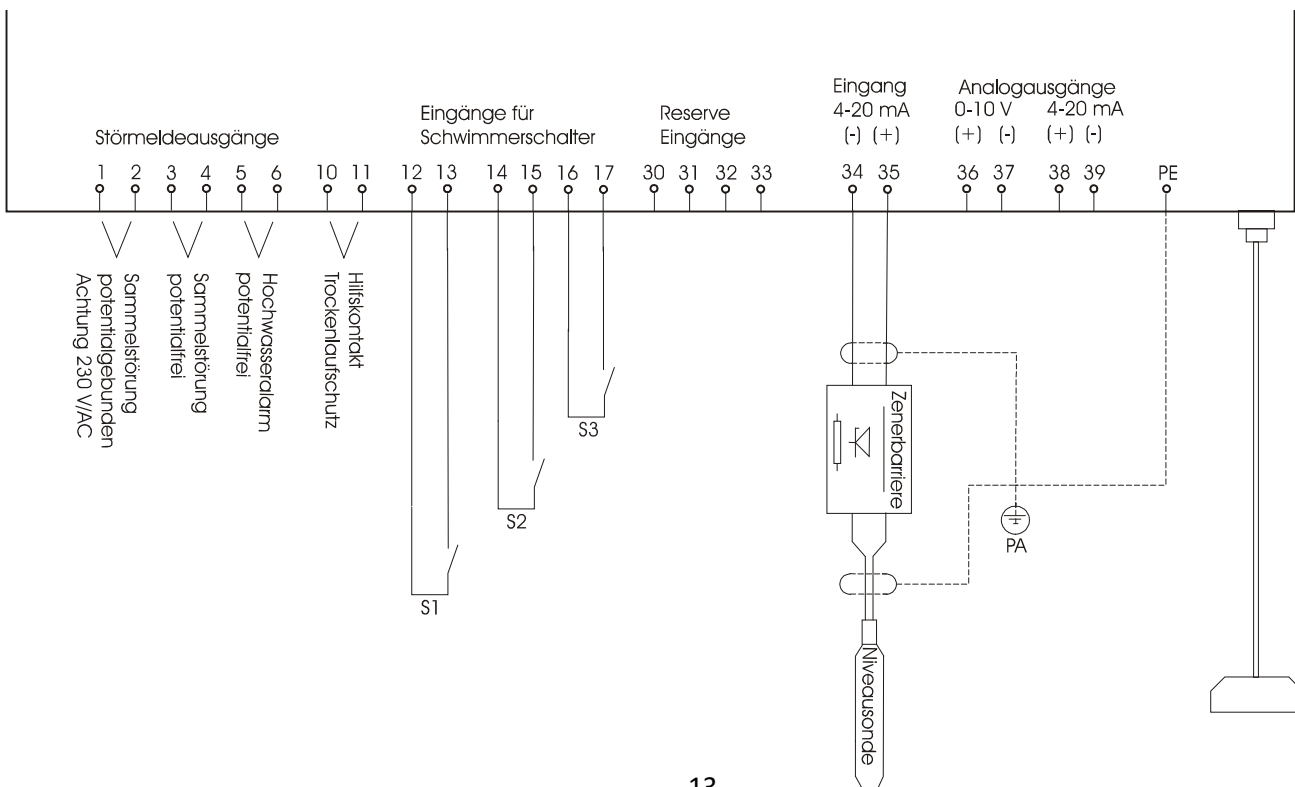 Störmeldeausgänge
Eingänge für
Schwimmerschalter
Reserve
Eingänge
Eingang
4-20 mA
(-) (+)
Analogausgänge
0-10 V 4-20 mA
(+) (-) (+) (-)
1 2 3 4 5 6 10 11 12 13 14 15 16 17 30 31 32 33 34 35 36 37 38 39 PE
Sammelstörung
potentialgebunden
Achtung 230 V/AC
Sammelstörung
potentialfrei
Hochwasseralarm
potentialfrei
Hilfskontakt
Trockenlaufschutz
S1
S2
S3
Zenerbarriere
PA
Niveausonde
13